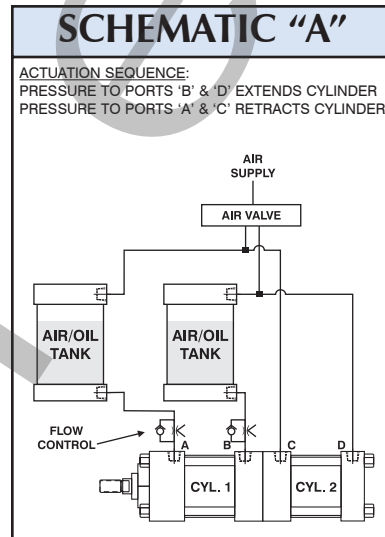 SCHEMATIC “A”
ACTUATION SEQUENCE:
PRESSURE TO PORTS ‘B’ & ‘D’ EXTENDS CYLINDER
PRESSURE TO PORTS ‘A’ & ‘C’ RETRACTS CYLINDER
AIR
SUPPLY
AIR VALVE
AIR/OIL
TANK
AIR/OIL
TANK
FLOW
CONTROL
A
B
C
D
CYL. 1
CYL. 2